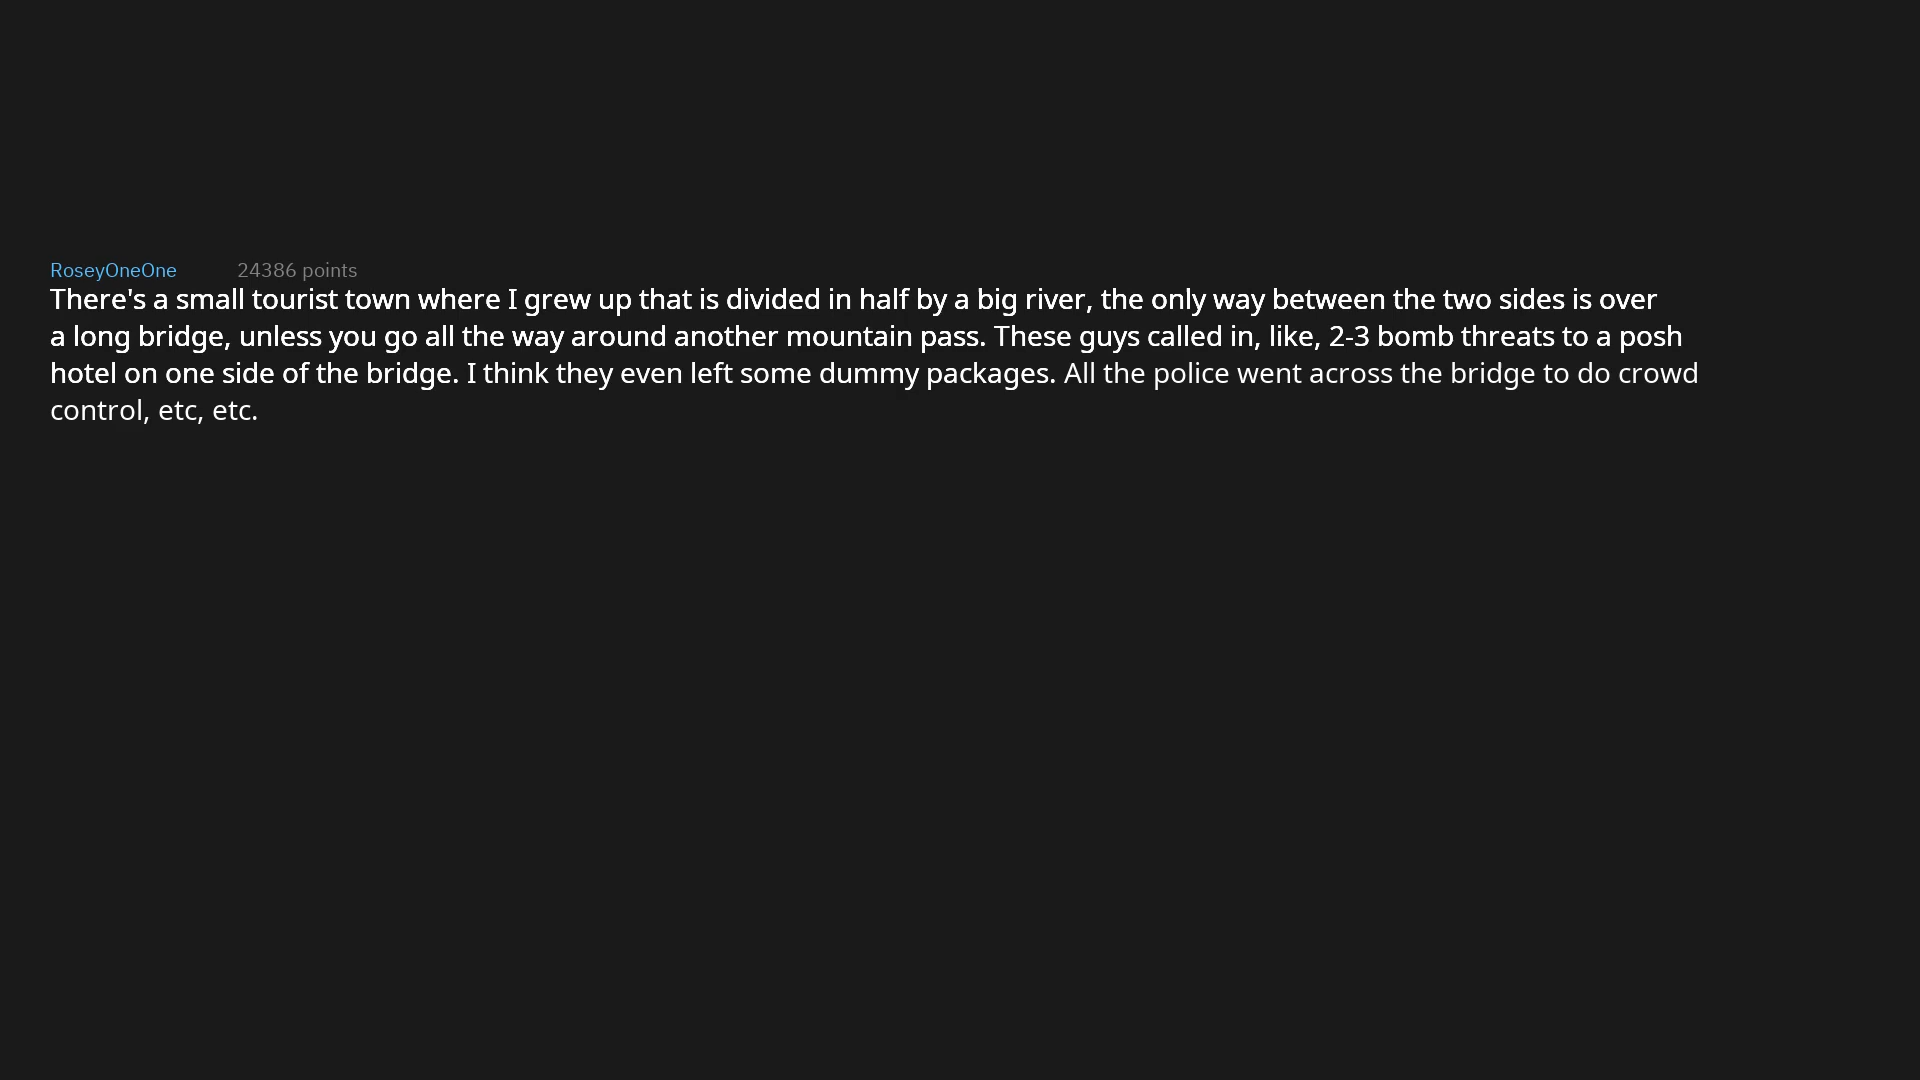 RoseyOneOne 24386 points
There's a small tourist town where I grew up that is divided in half by a big river, the only way between the two sides is over
a long bridge, unless you go all the way around another mountain pass. These guys called in, like, 2-3 bomb threats to a posh
hotel on one side of the bridge. I think they even left some dummy packages. All the police went across the bridge to do crowd
control, etc, etc.